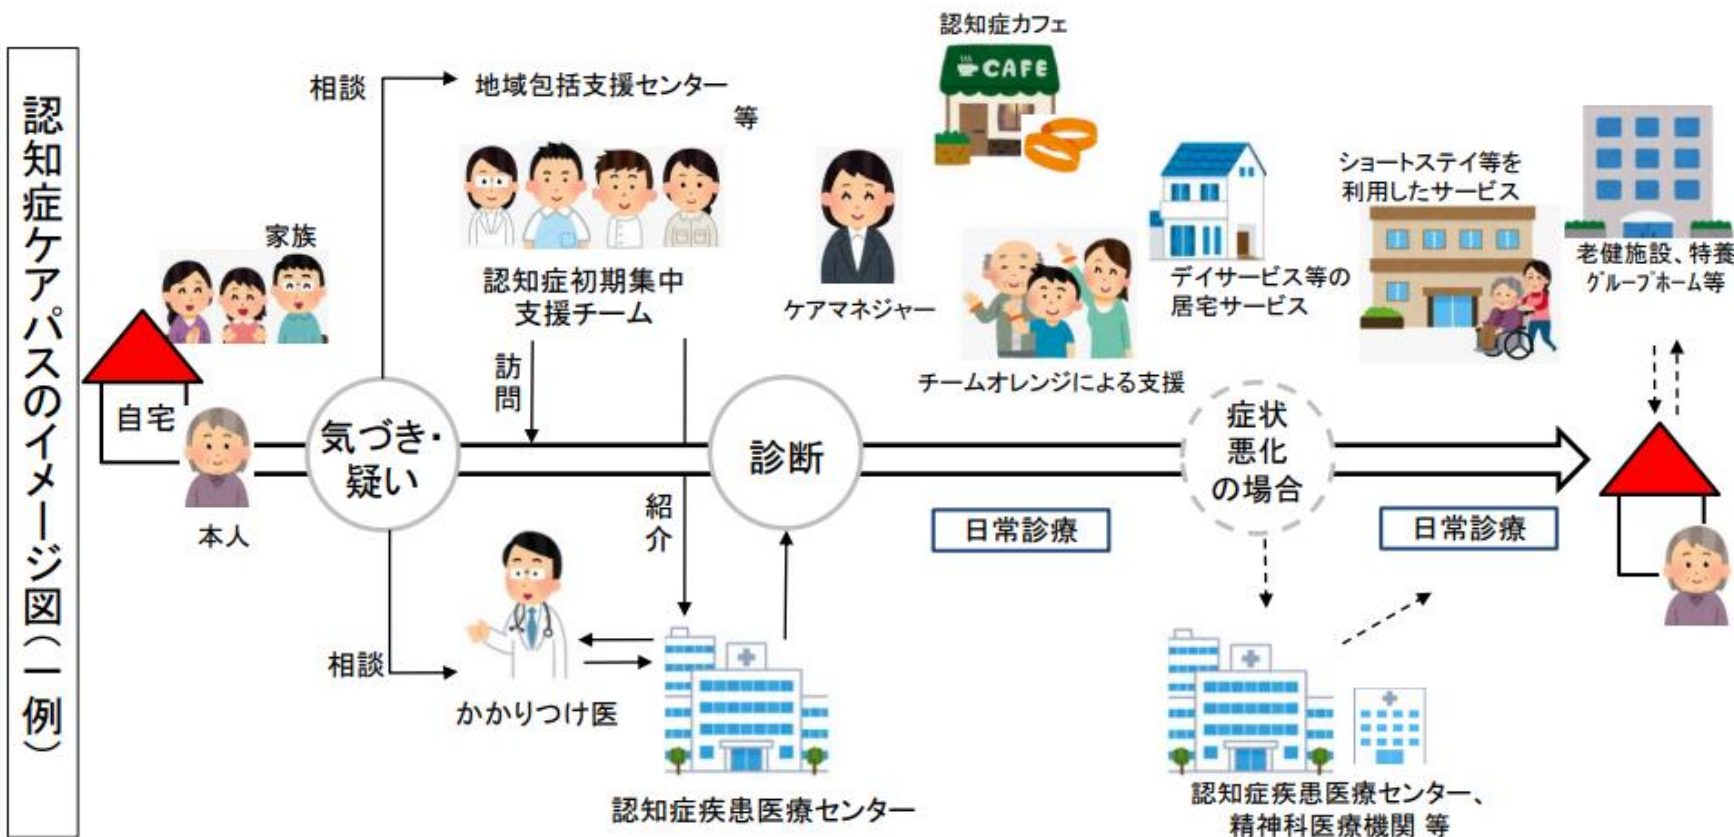 認知症ケアパスのイメージ図(一例)
家族
自宅
本人
相談
地域包括支援センター
等
認知症初期集中
支援チーム
訪問
気づき・
疑い
相談
かかりつけ医
紹介
認知症疾患医療センター
診断
ケアマネジャー
認知症カフェ
CAFE
チームオレンジによる支援
デイサービス等の
居宅サービス
日常診療
症状
悪化
の場合
認知症疾患医療センター、
精神科医療機関 等
ショートステイ等を
利用したサービス
日常診療
老健施設、特養
グループホーム等